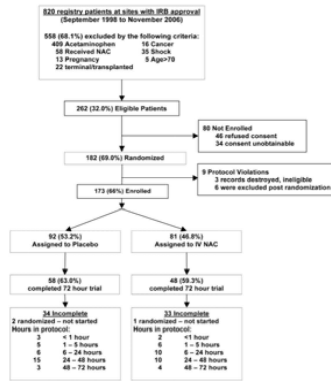 820 registry patients at sites with IRB approval
(September 1998 to November 2006)
558 (68.1%) excluded by the following criteria:
409 Acetaminophen 16 Cancer
58 Received NAC 35 Shock
13 Pregnancy 5 Age>70
22 terminal/transplanted
262 (32.0%) Eligible Patients
80 Not Enrolled
46 refused consent
34 consent unobtainable
182 (69.0%) Randomized
9 Protocol Violations
3 records destroyed, ineligible
6 were excluded post randomization
173 (66%) Enrolled
92 (53.2%)
Assigned to Placebo
81 (46.8%)
Assigned to IV NAC
58 (63.0%)
completed 72 hour trial
48 (59.3%)
completed 72 hour trial
34 Incomplete
2 randomized – not started
Hours in protocol:
3 < 1 hour
5 1 – 5 hours
6 6 – 24 hours
15 24 – 48 hours
3 48 – 72 hours
33 Incomplete
1 randomized – not started
Hours in protocol:
2 <1 hour
6 1 – 5 hours
10 6 – 24 hours
10 24 – 48 hours
4 48 – 72 hours